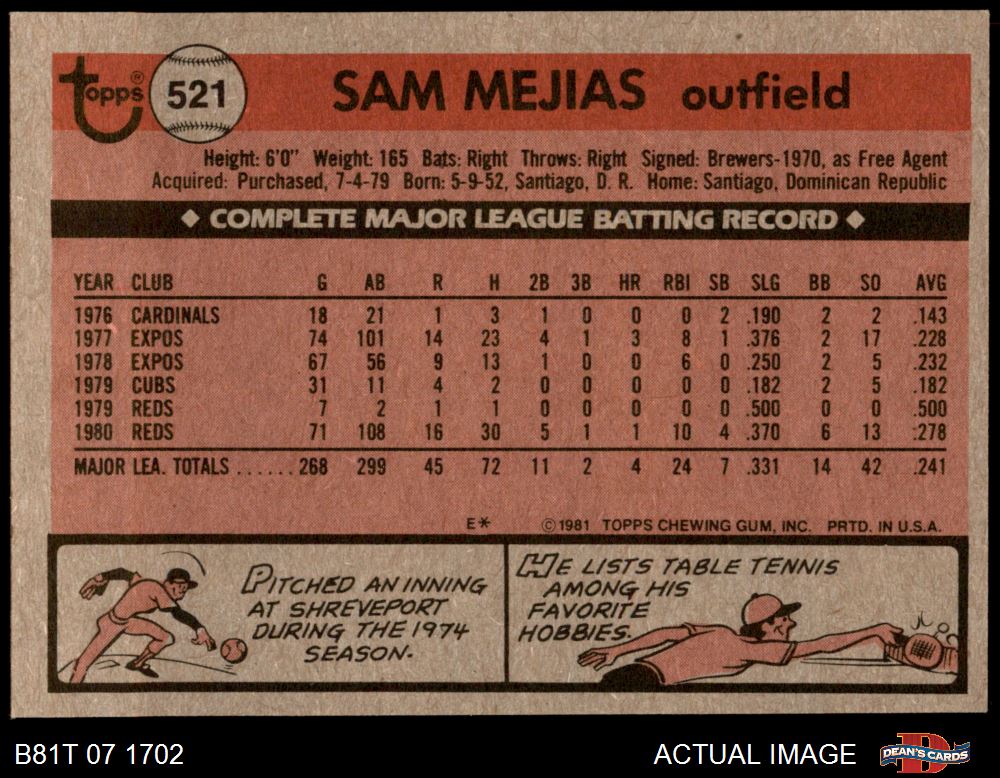 Topps® 521 SAM MEJIAS outfield
Height: 6'0" Weight: 165 Bats: Right Throws: Right Signed: Brewers-1970, as Free Agent
Acquired: Purchased, 7-4-79 Born: 5-9-52, Santiago, D. R. Home: Santiago, Dominican Republic
◆ COMPLETE MAJOR LEAGUE BATTING RECORD ◆
YEAR CLUB G AB R H 2B 3B HR RBI SB SLG BB SO AVG
1976 CARDINALS 18 21 1 3 1 0 0 0 2 .190 2 2 .143
1977 EXPOS 74 101 14 23 4 1 3 8 1 .376 2 17 .228
1978 EXPOS 67 56 9 13 1 0 0 6 0 .250 2 5 .232
1979 CUBS 31 11 4 2 0 0 0 0 0 .182 2 5 .182
1979 REDS 7 2 1 1 0 0 0 0 0 .500 0 0 .500
1980 REDS 71 108 16 30 5 1 1 10 4 .370 6 13 .278
MAJOR LEA. TOTALS ...... 268 299 45 72 11 2 4 24 7 .331 14 42 .241
E* ©1981 TOPPS CHEWING GUM, INC. PRTD. IN U.S.A.
PITCHED AN INNING
AT SHREVEPORT
DURING THE 1974
SEASON.
HE LISTS TABLE TENNIS
AMONG HIS
FAVORITE
HOBBIES.
B81T 07 1702 ACTUAL IMAGE DEAN'S CARDS